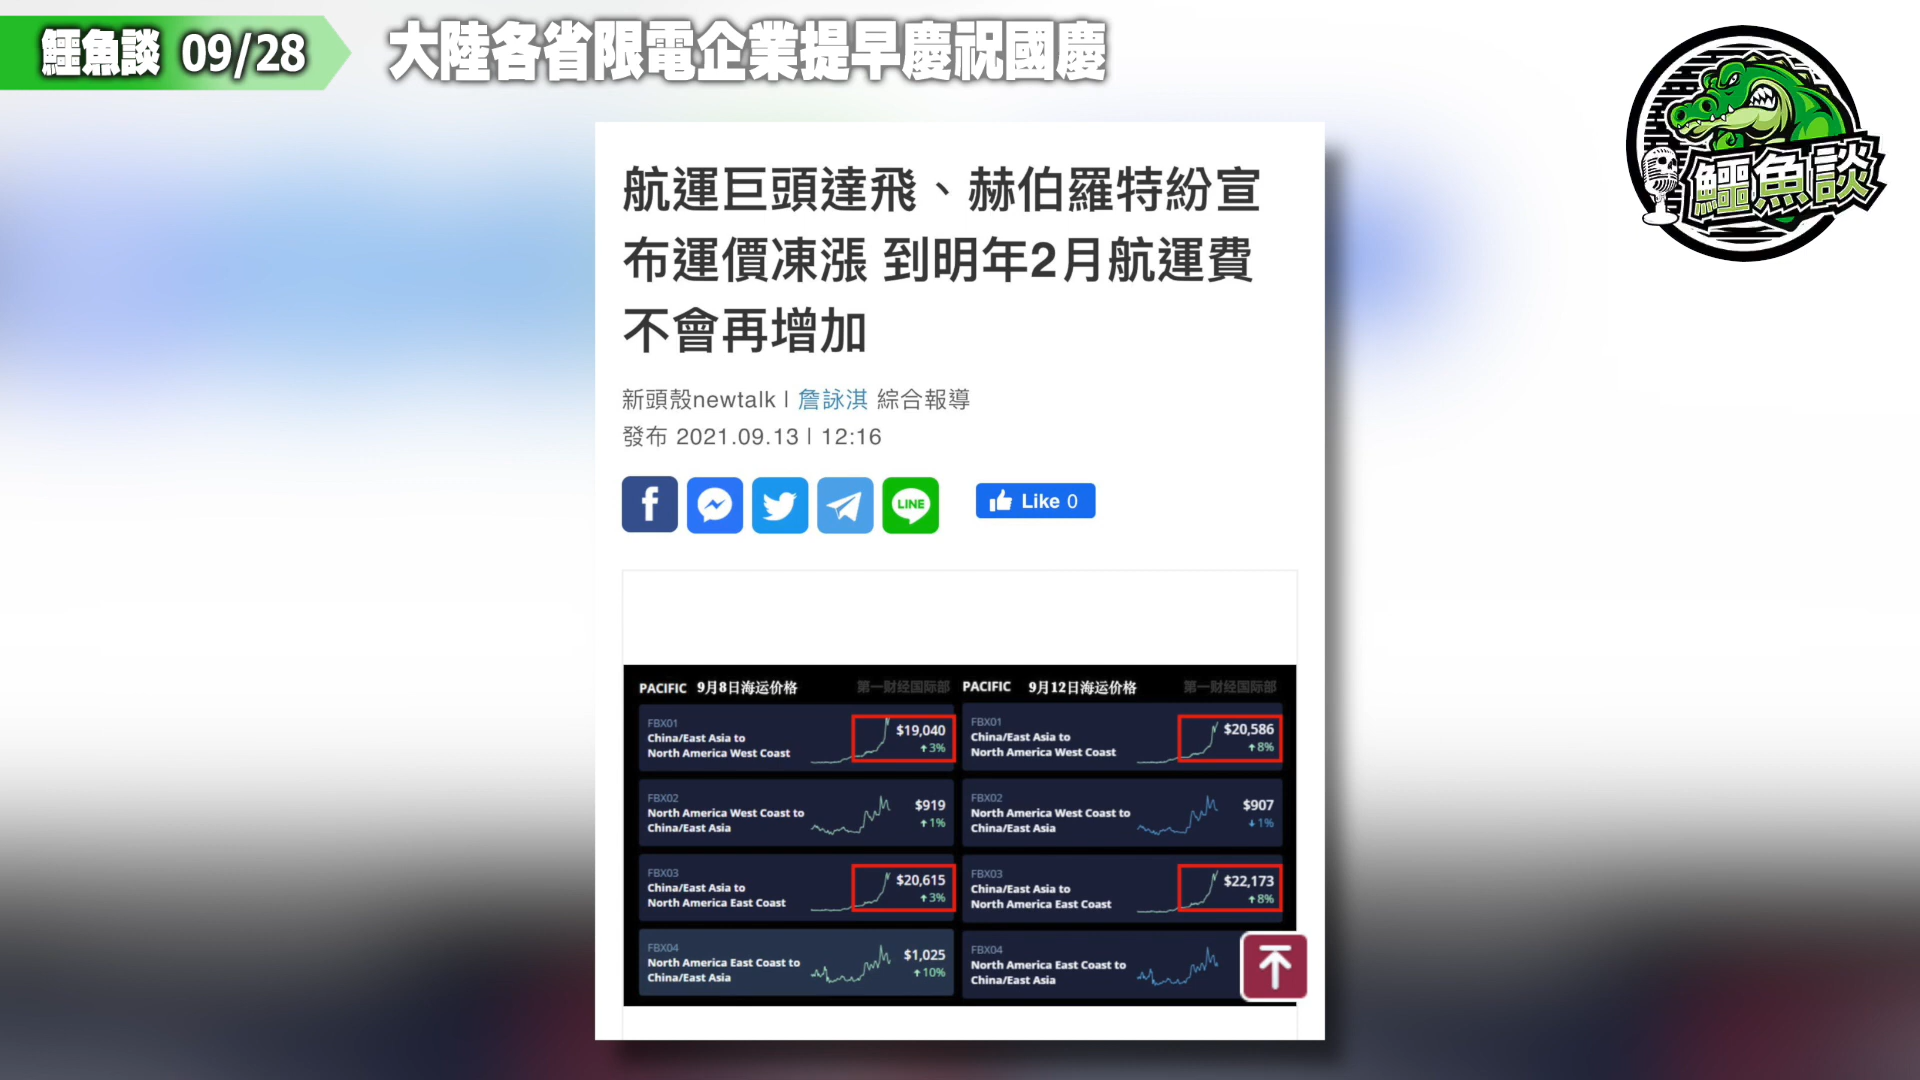 鱷魚談 09/28
大陸各省限電企業提早慶祝國慶
鱷魚談
航運巨頭達飛、赫伯羅特紛宣
布運價凍漲 到明年2月航運費
不會再增加
新頭殼newtalk | 詹詠淇 綜合報導
發布 2021.09.13 | 12:16
LINE
Like 0
PACIFIC 9月8日海运价格 第一财经国际部
FBX01
China/East Asia to
North America West Coast
$19,040
↑3%
FBX02
North America West Coast to
China/East Asia
$919
↑1%
FBX03
China/East Asia to
North America East Coast
$20,615
↑3%
FBX04
North America East Coast to
China/East Asia
$1,025
↑10%
PACIFIC 9月12日海运价格 第一财经国际部
FBX01
China/East Asia to
North America West Coast
$20,586
↑8%
FBX02
North America West Coast to
China/East Asia
$907
↓1%
FBX03
China/East Asia to
North America East Coast
$22,173
↑8%
FBX04
North America East Coast to
China/East Asia